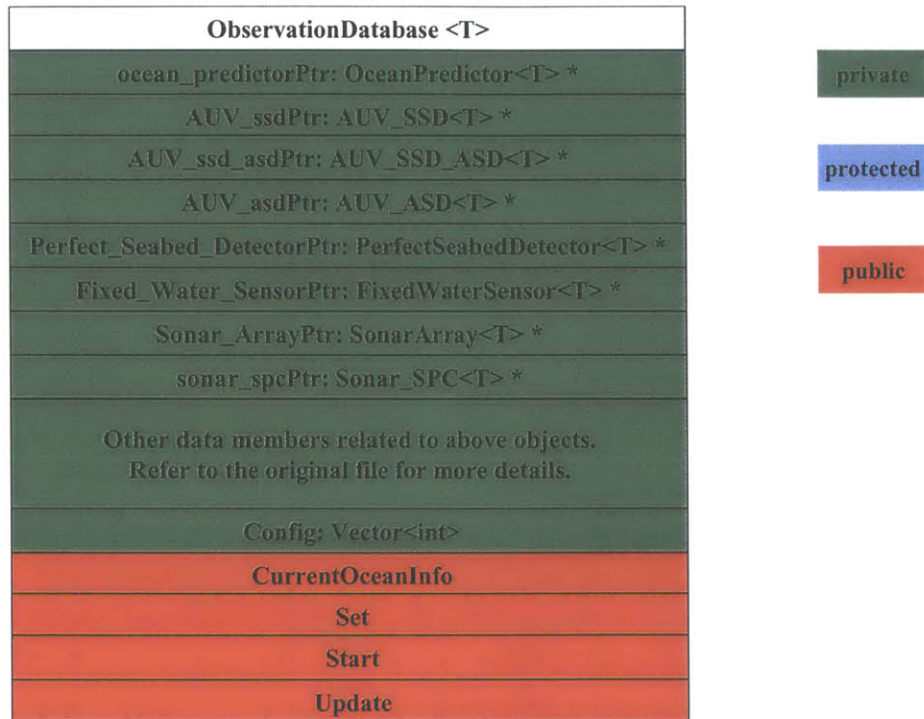 ObservationDatabase <T>
ocean_predictorPtr: OceanPredictor<T> *
AUV_ssdPtr: AUV_SSD<T> *
AUV_ssd_asdPtr: AUV_SSD_ASD<T> *
AUV_asdPtr: AUV_ASD<T> *
Perfect_Seabed_DetectorPtr: PerfectSeabedDetector<T> *
Fixed_Water_SensorPtr: FixedWaterSensor<T> *
Sonar_ArrayPtr: SonarArray<T> *
sonar_spcPtr: Sonar_SPC<T> *
Other data members related to above objects.
Refer to the original file for more details.
Config: Vector<int>
CurrentOceanInfo
Set
Start
Update
private
protected
public